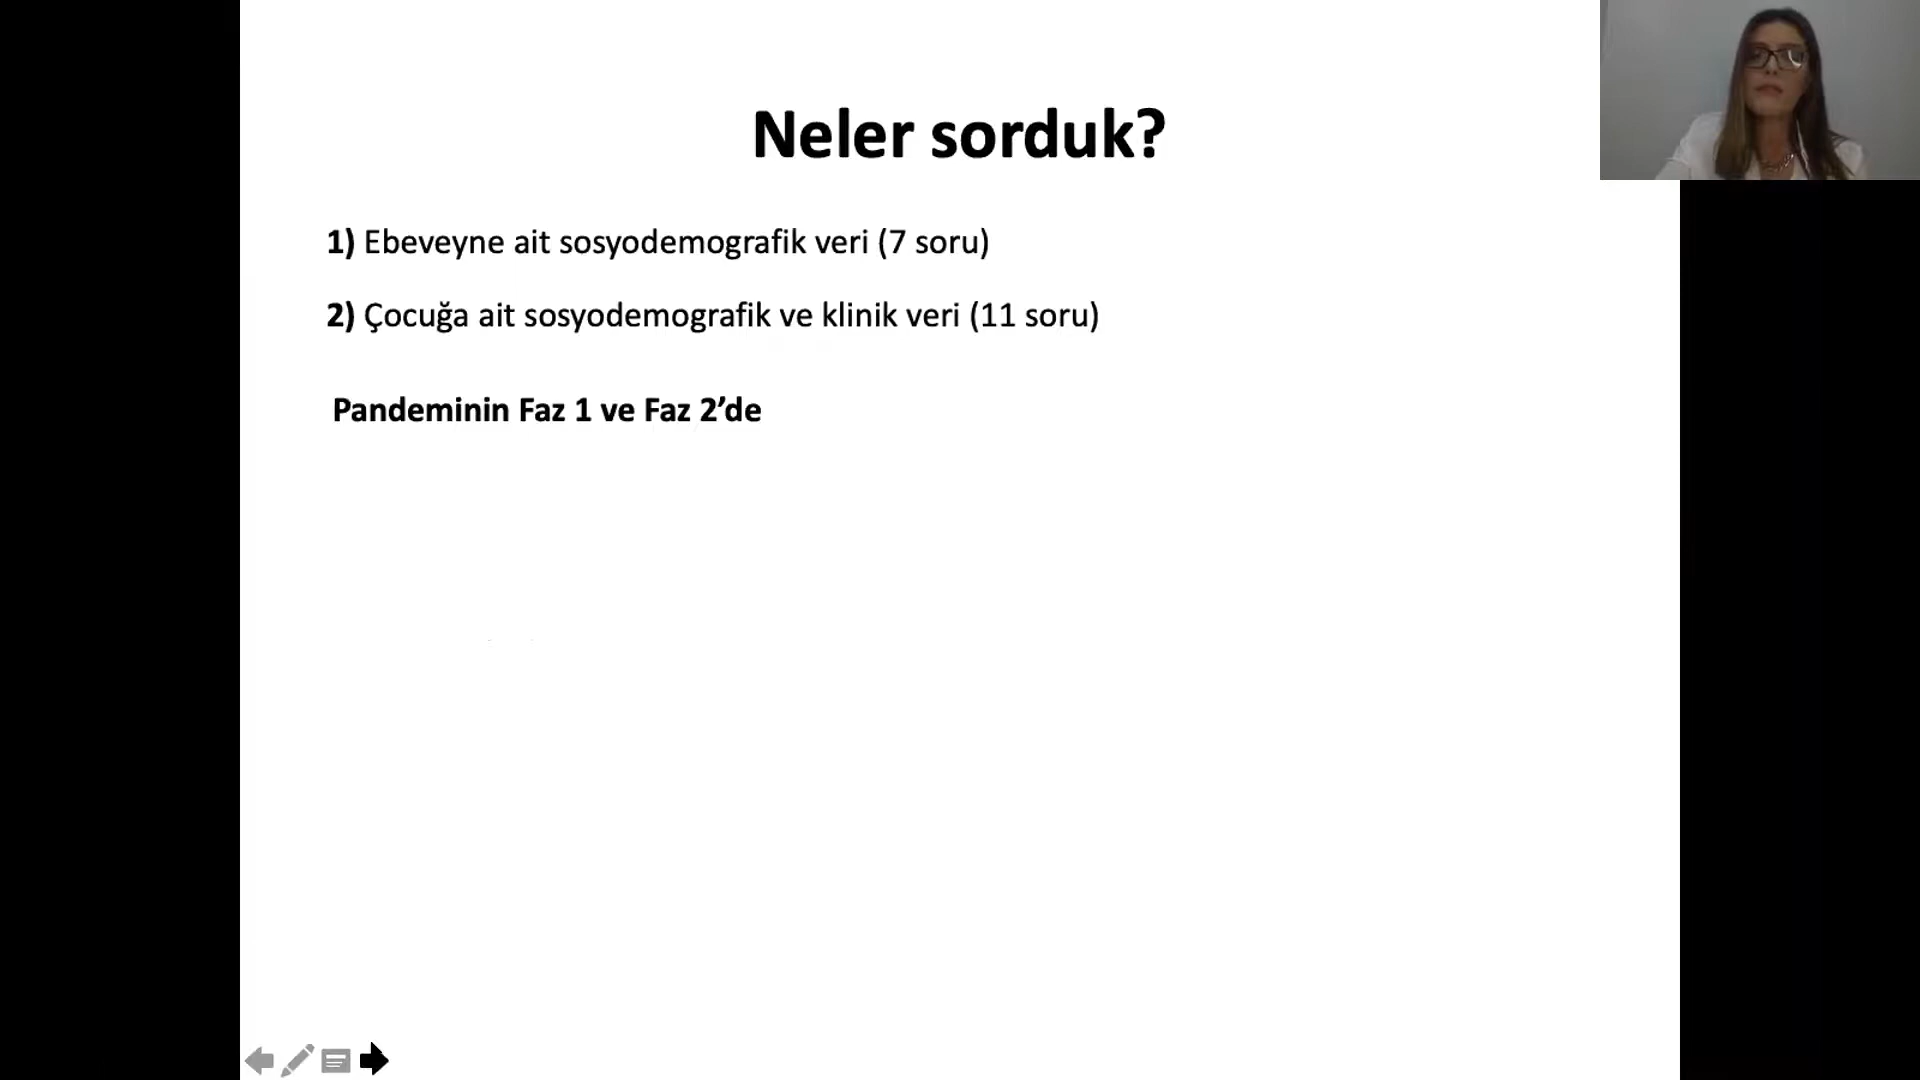 Neler sorduk?
1) Ebeveyne ait sosyodemografik veri (7 soru)
2) Çocuğa ait sosyodemografik ve klinik veri (11 soru)
Pandeminin Faz 1 ve Faz 2’de